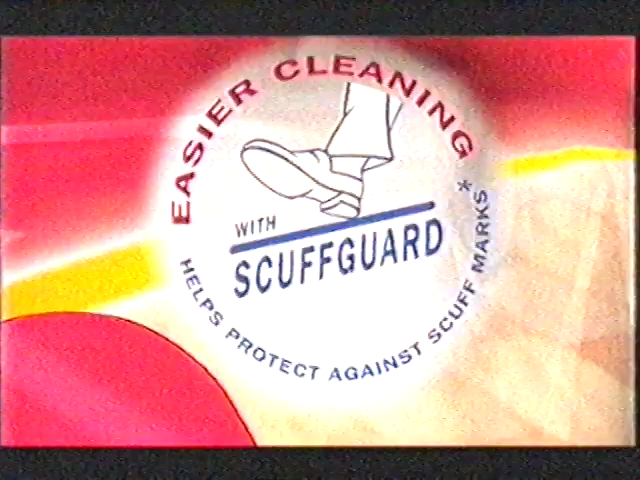 EASIER CLEANING
WITH
SCUFFGUARD
HELPS PROTECT AGAINST SCUFF MARKS*